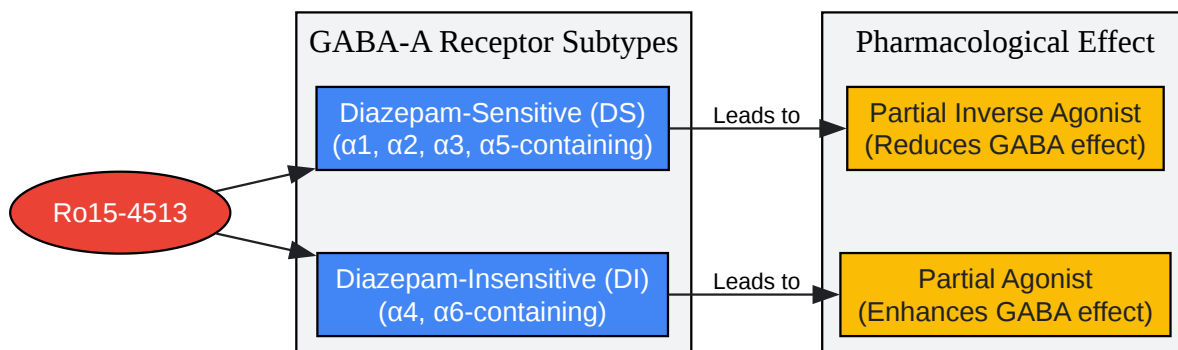 GABA-A Receptor Subtypes
Pharmacological Effect
Diazepam-Sensitive (DS)
(α1, α2, α3, α5-containing)
Leads to
Partial Inverse Agonist
(Reduces GABA effect)
Ro15-4513
Diazepam-Insensitive (DI)
(α4, α6-containing)
Leads to
Partial Agonist
(Enhances GABA effect)